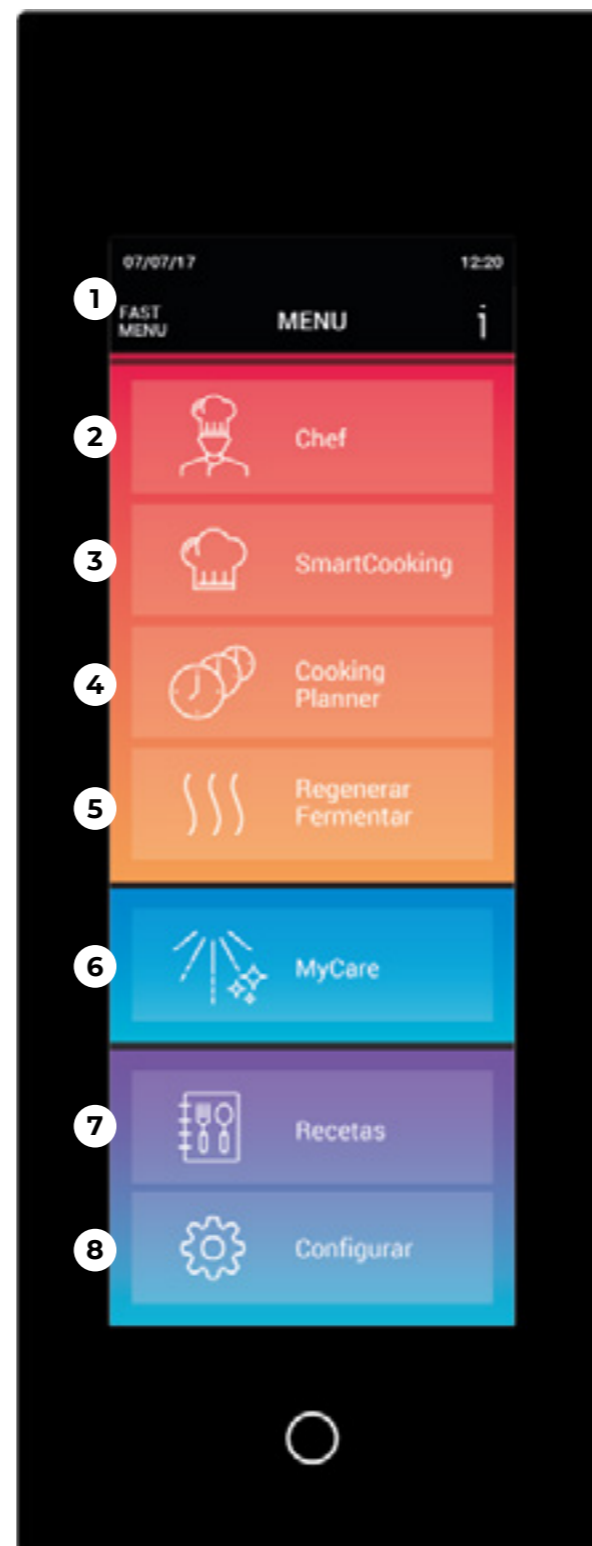 07/07/17 12:20
1
FAST
MENU
MENU i
2 Chef
3 SmartCooking
4 Cooking
Planner
5 Regenerar
Fermentar
6 MyCare
7 Recetas
8 Configurar